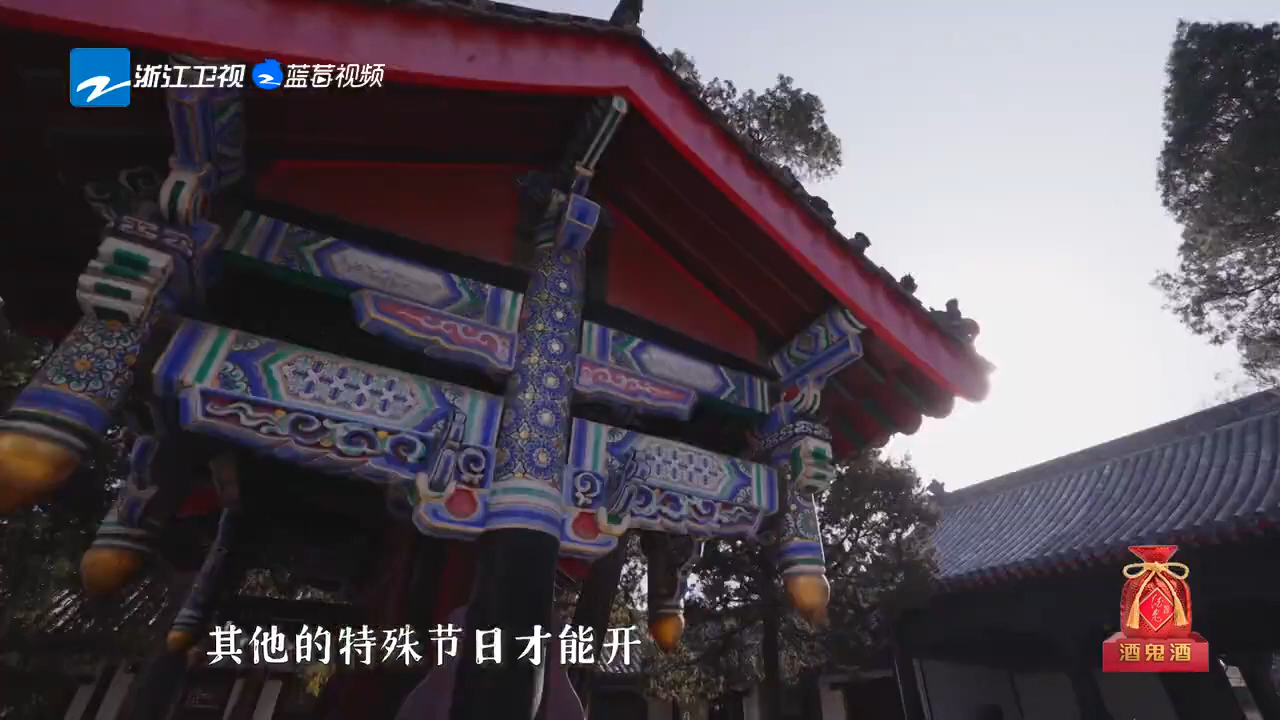 浙江卫视 蓝莓视频
其他的特殊节日才能开
酒鬼酒